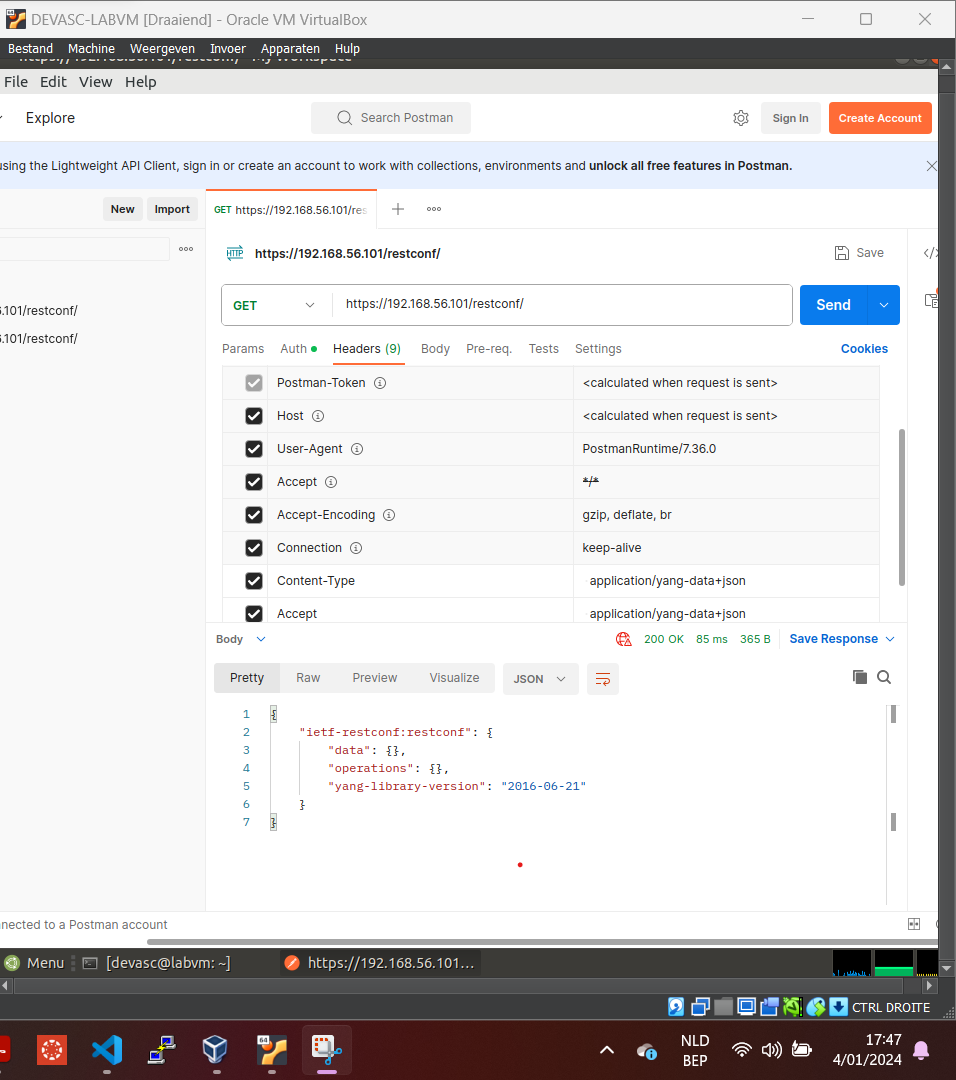 DEVASC-LABVM [Draaiend] - Oracle VM VirtualBox
Bestand Machine Weergeven Invoer Apparaten Hulp
File Edit View Help
Explore Search Postman Sign In Create Account
using the Lightweight API Client, sign in or create an account to work with collections, environments and unlock all free features in Postman.
New Import GET https://192.168.56.101/res
HTTP https://192.168.56.101/restconf/ Save </>
GET https://192.168.56.101/restconf/ Send
.101/restconf/
.101/restconf/
Params Auth Headers (9) Body Pre-req. Tests Settings Cookies
Postman-Token <calculated when request is sent>
Host <calculated when request is sent>
User-Agent PostmanRuntime/7.36.0
Accept */*
Accept-Encoding gzip, deflate, br
Connection keep-alive
Content-Type application/yang-data+json
Accept application/yang-data+json
Body 200 OK 85 ms 365 B Save Response
Pretty Raw Preview Visualize JSON
1 {
2 "ietf-restconf:restconf": {
3 "data": {},
4 "operations": {},
5 "yang-library-version": "2016-06-21"
6 }
7 }
nnected to a Postman account
Menu [devasc@labvm: ~] https://192.168.56.101...
CTRL DROITE
64
NLD 17:47
BEP 4/01/2024